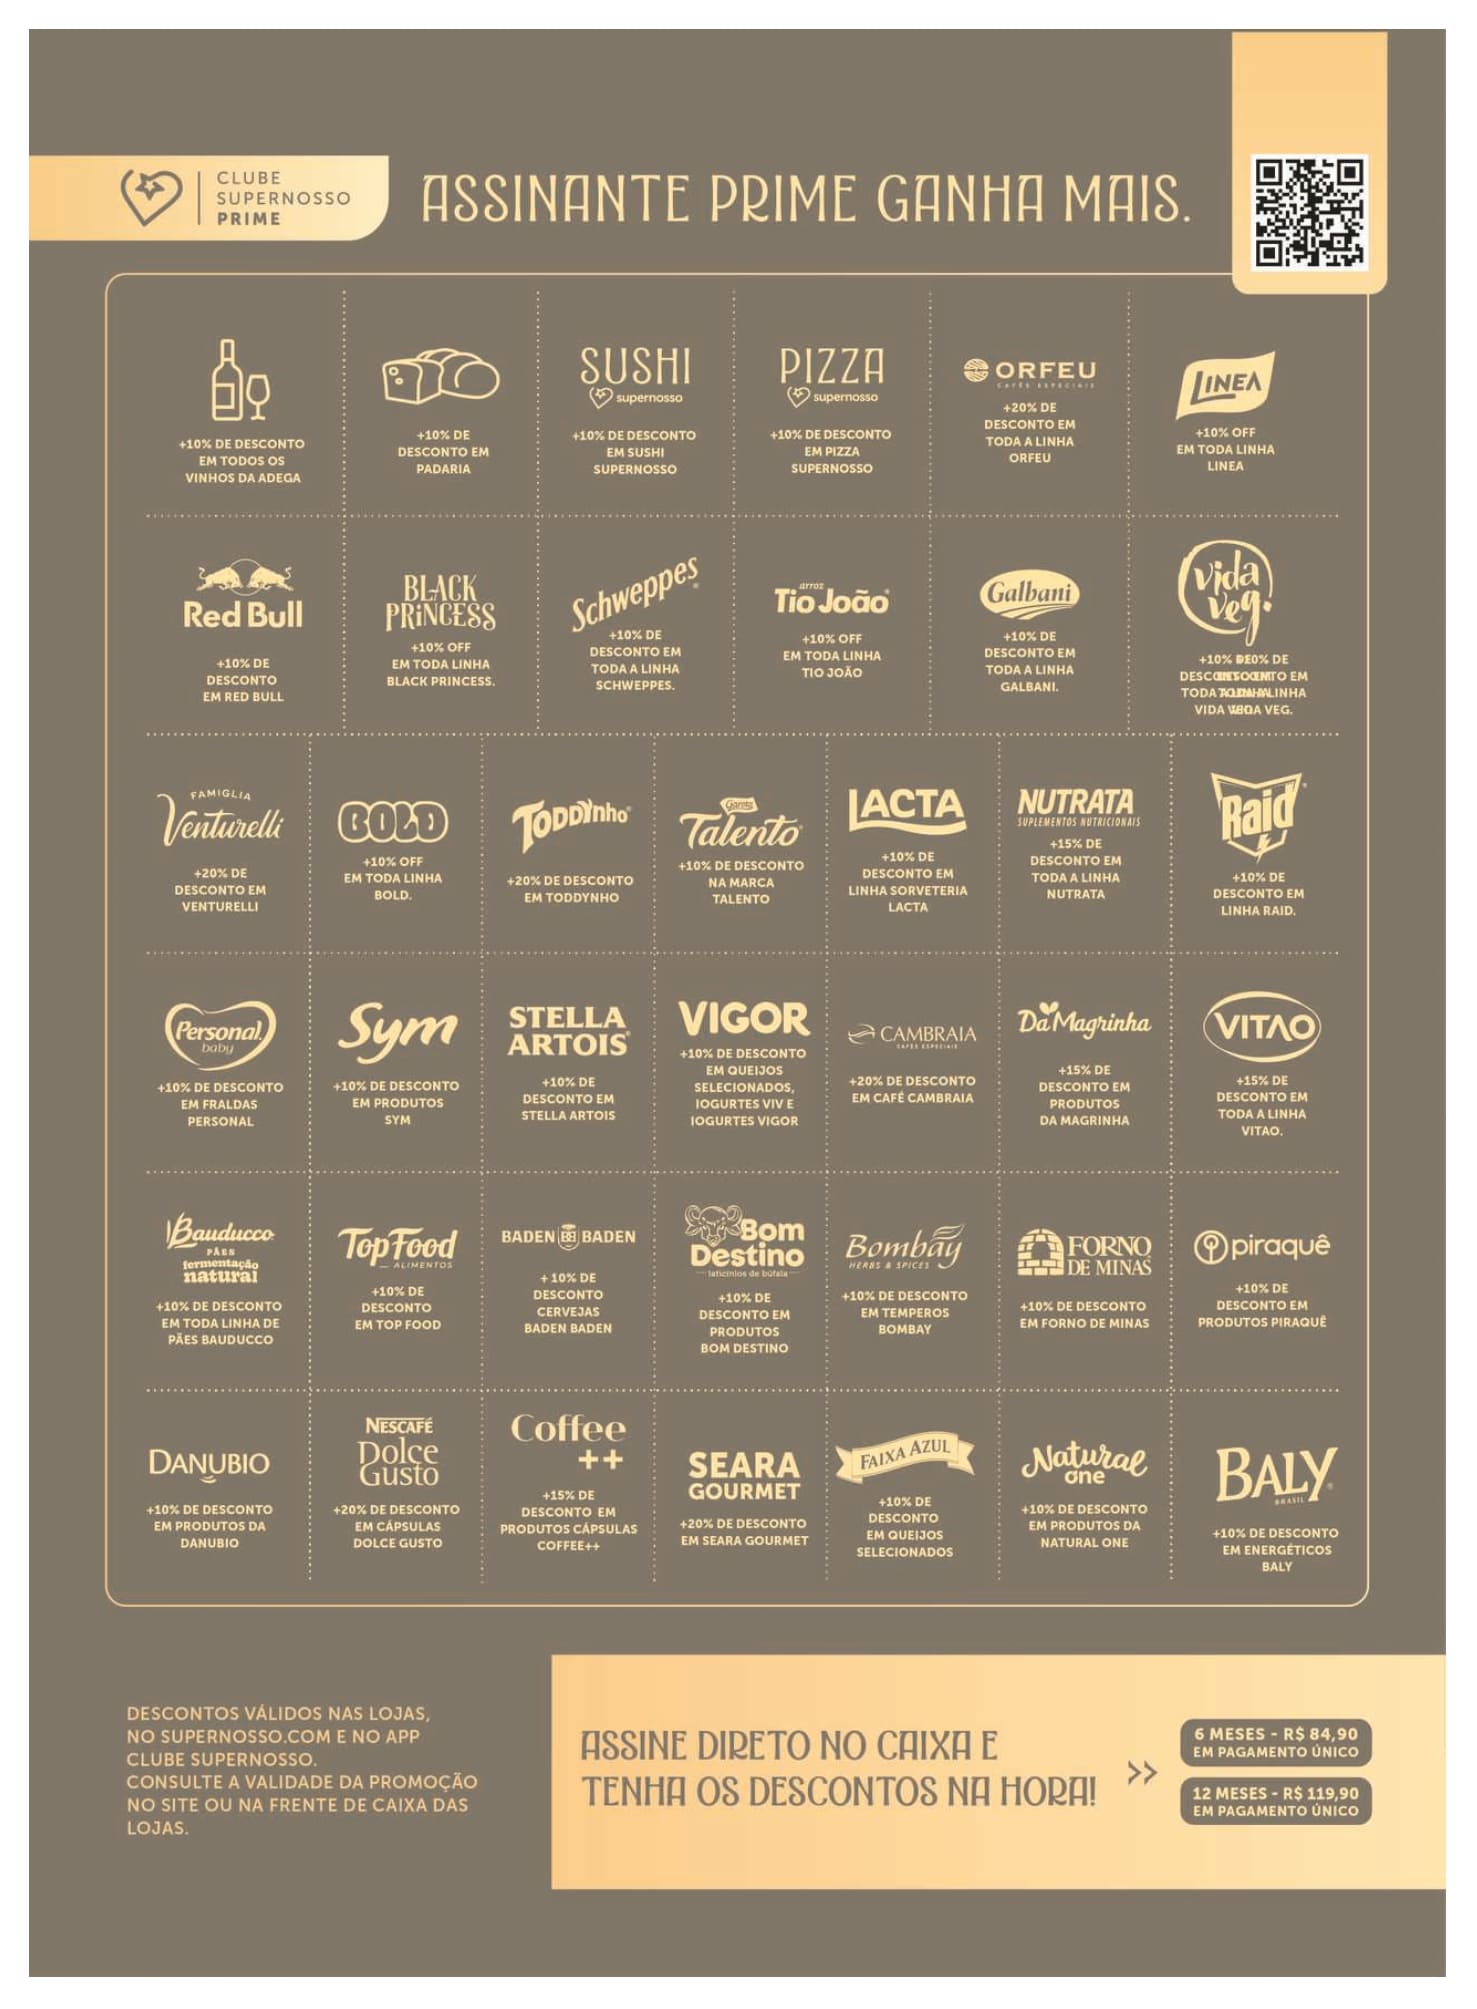 CLUBE
SUPERNOSSO
PRIME
ASSINANTE PRIME GANHA MAIS.
+10% DE DESCONTO
EM TODOS OS
VINHOS DA ADEGA
+10% DE
DESCONTO EM
PADARIA
SUSHI
supernosso
+10% DE DESCONTO
EM SUSHI
SUPERNOSSO
PIZZA
supernosso
+10% DE DESCONTO
EM PIZZA
SUPERNOSSO
ORFEU
CAFÉS ESPECIAIS
+20% DE
DESCONTO EM
TODA A LINHA
ORFEU
LINEA
+10% OFF
EM TODA LINHA
LINEA
Red Bull
+10% DE
DESCONTO
EM RED BULL
BLACK
PRINCESS
+10% OFF
EM TODA LINHA
BLACK PRINCESS.
Schweppes
+10% DE
DESCONTO EM
TODA A LINHA
SCHWEPPES.
arroz
Tio João
+10% OFF
EM TODA LINHA
TIO JOÃO
Galbani
+10% DE
DESCONTO EM
TODA A LINHA
GALBANI.
vida
veg.
+10% DE
DESCONTO EM
TODA A LINHA
VIDA VEG.
FAMIGLIA
Venturelli
+20% DE
DESCONTO EM
VENTURELLI
BOLD
+10% OFF
EM TODA LINHA
BOLD.
TODDYnho
+20% DE DESCONTO
EM TODDYNHO
Garoto
Talento
+10% DE DESCONTO
NA MARCA
TALENTO
LACTA
+10% DE
DESCONTO EM
LINHA SORVETERIA
LACTA
NUTRATA
SUPLEMENTOS NUTRICIONAIS
+15% DE
DESCONTO EM
TODA A LINHA
NUTRATA
Raid
+10% DE
DESCONTO EM
LINHA RAID.
Personal
baby
+10% DE DESCONTO
EM FRALDAS
PERSONAL
Sym
+10% DE DESCONTO
EM PRODUTOS
SYM
STELLA
ARTOIS
+10% DE
DESCONTO EM
STELLA ARTOIS
VIGOR
+10% DE DESCONTO
EM QUEIJOS
SELECIONADOS,
IOGURTES VIV E
IOGURTES VIGOR
CAMBRAIA
CAFÉS ESPECIAIS
+20% DE DESCONTO
EM CAFÉ CAMBRAIA
Da Magrinha
+15% DE
DESCONTO EM
PRODUTOS
DA MAGRINHA
VITAO
+15% DE
DESCONTO EM
TODA A LINHA
VITAO.
Bauducco
PÃES
fermentação
natural
+10% DE DESCONTO
EM TODA LINHA DE
PÃES BAUDUCCO
Top Food
ALIMENTOS
+10% DE
DESCONTO
EM TOP FOOD
BADEN BB BADEN
+ 10% DE
DESCONTO
CERVEJAS
BADEN BADEN
Bom
Destino
laticínios de búfala
+10% DE
DESCONTO EM
PRODUTOS
BOM DESTINO
Bombay
HERBS & SPICES
+10% DE DESCONTO
EM TEMPEROS
BOMBAY
FORNO
DE MINAS
+10% DE DESCONTO
EM FORNO DE MINAS
piraquê
+10% DE
DESCONTO EM
PRODUTOS PIRAQUÊ
DANUBIO
+10% DE DESCONTO
EM PRODUTOS DA
DANUBIO
NESCAFÉ
Dolce
Gusto
+20% DE DESCONTO
EM CÁPSULAS
DOLCE GUSTO
Coffee
++
+15% DE
DESCONTO EM
PRODUTOS CÁPSULAS
COFFEE++
SEARA
GOURMET
+20% DE DESCONTO
EM SEARA GOURMET
FAIXA AZUL
+10% DE
DESCONTO
EM QUEIJOS
SELECIONADOS
Natural
one
+10% DE DESCONTO
EM PRODUTOS DA
NATURAL ONE
BALY
BRASIL
+10% DE DESCONTO
EM ENERGÉTICOS
BALY
DESCONTOS VÁLIDOS NAS LOJAS,
NO SUPERNOSSO.COM E NO APP
CLUBE SUPERNOSSO.
CONSULTE A VALIDADE DA PROMOÇÃO
NO SITE OU NA FRENTE DE CAIXA DAS
LOJAS.
ASSINE DIRETO NO CAIXA E
TENHA OS DESCONTOS NA HORA!
>>
6 MESES - R$ 84,90
EM PAGAMENTO ÚNICO
12 MESES - R$ 119,90
EM PAGAMENTO ÚNICO